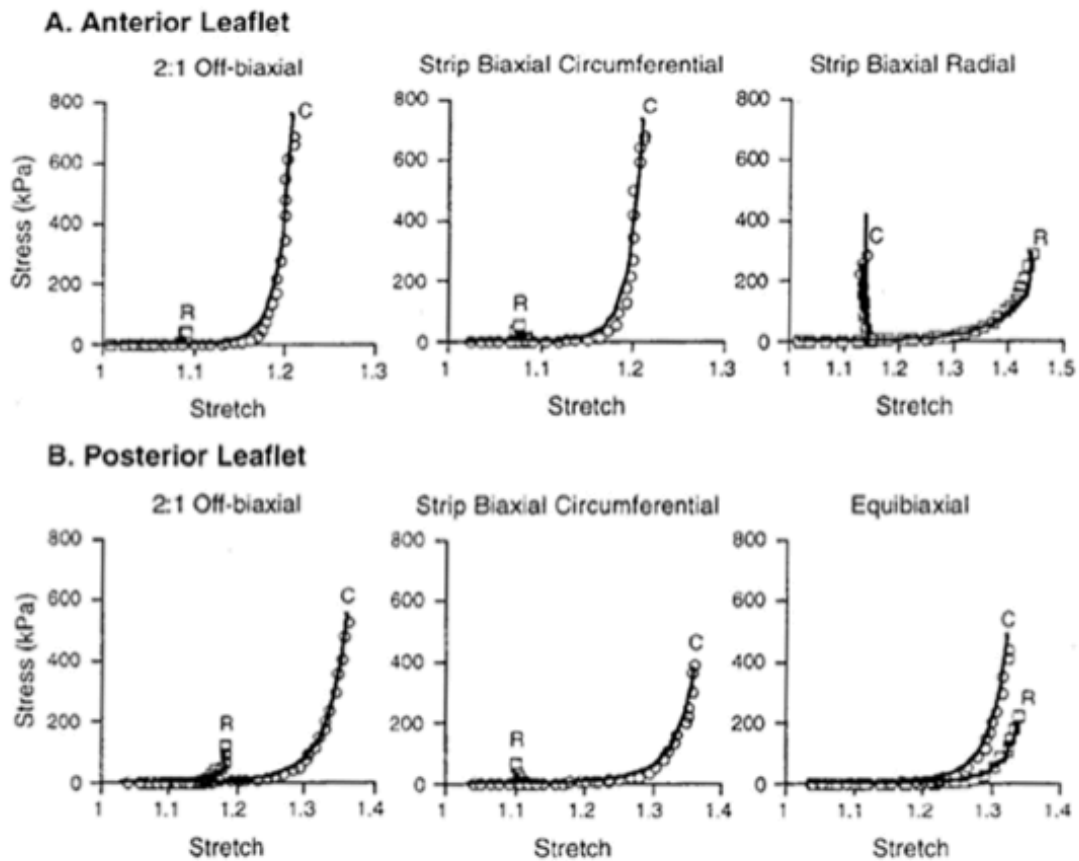 A. Anterior Leaflet
2:1 Off-biaxial
Strip Biaxial Circumferential
Strip Biaxial Radial
Stress (kPa)
800
600
400
200
0
R
C
1
1.1
1.2
1.3
Stretch
800
600
400
200
0
R
C
1
1.1
1.2
1.3
Stretch
800
600
400
200
0
C
R
1
1.1
1.2
1.3
1.4
1.5
Stretch
B. Posterior Leaflet
2:1 Off-biaxial
Strip Biaxial Circumferential
Equibiaxial
Stress (kPa)
800
600
400
200
0
R
C
1
1.1
1.2
1.3
1.4
Stretch
800
600
400
200
0
R
C
1
1.1
1.2
1.3
1.4
Stretch
800
600
400
200
0
C
R
1
1.1
1.2
1.3
1.4
Stretch